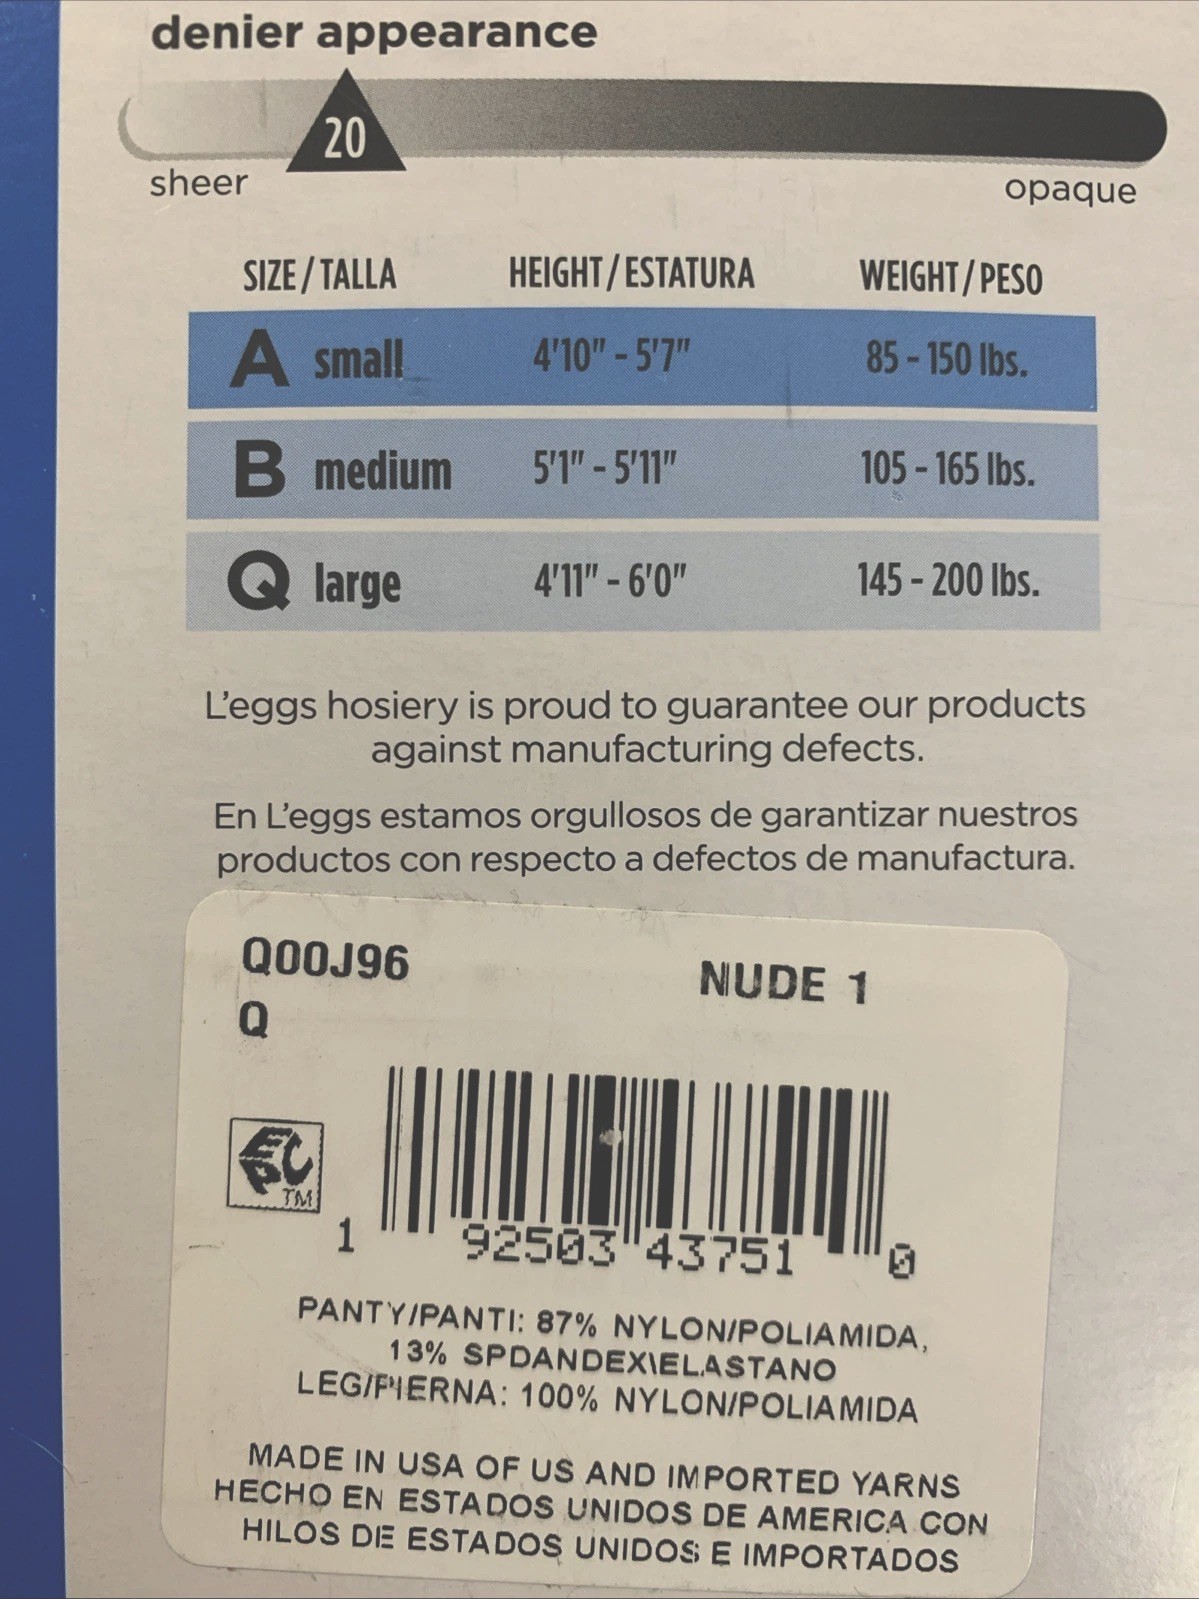 denier appearance
20
sheer
opaque
SIZE/TALLA HEIGHT/ESTATURA WEIGHT/PESO
A small 4'10" - 5'7" 85 - 150 lbs.
B medium 5'1" - 5'11" 105 - 165 lbs.
Q large 4'11" - 6'0" 145 - 200 lbs.
L'eggs hosiery is proud to guarantee our products
against manufacturing defects.
En L'eggs estamos orgullosos de garantizar nuestros
productos con respecto a defectos de manufactura.
Q00J96 NUDE 1
Q
EPC
TM
1 92503 43751 0
PANTY/PANTI: 87% NYLON/POLIAMIDA,
13% SPDANDEX\ELASTANO
LEG/PIERNA: 100% NYLON/POLIAMIDA
MADE IN USA OF US AND IMPORTED YARNS
HECHO EN ESTADOS UNIDOS DE AMERICA CON
HILOS DE ESTADOS UNIDOS E IMPORTADOS